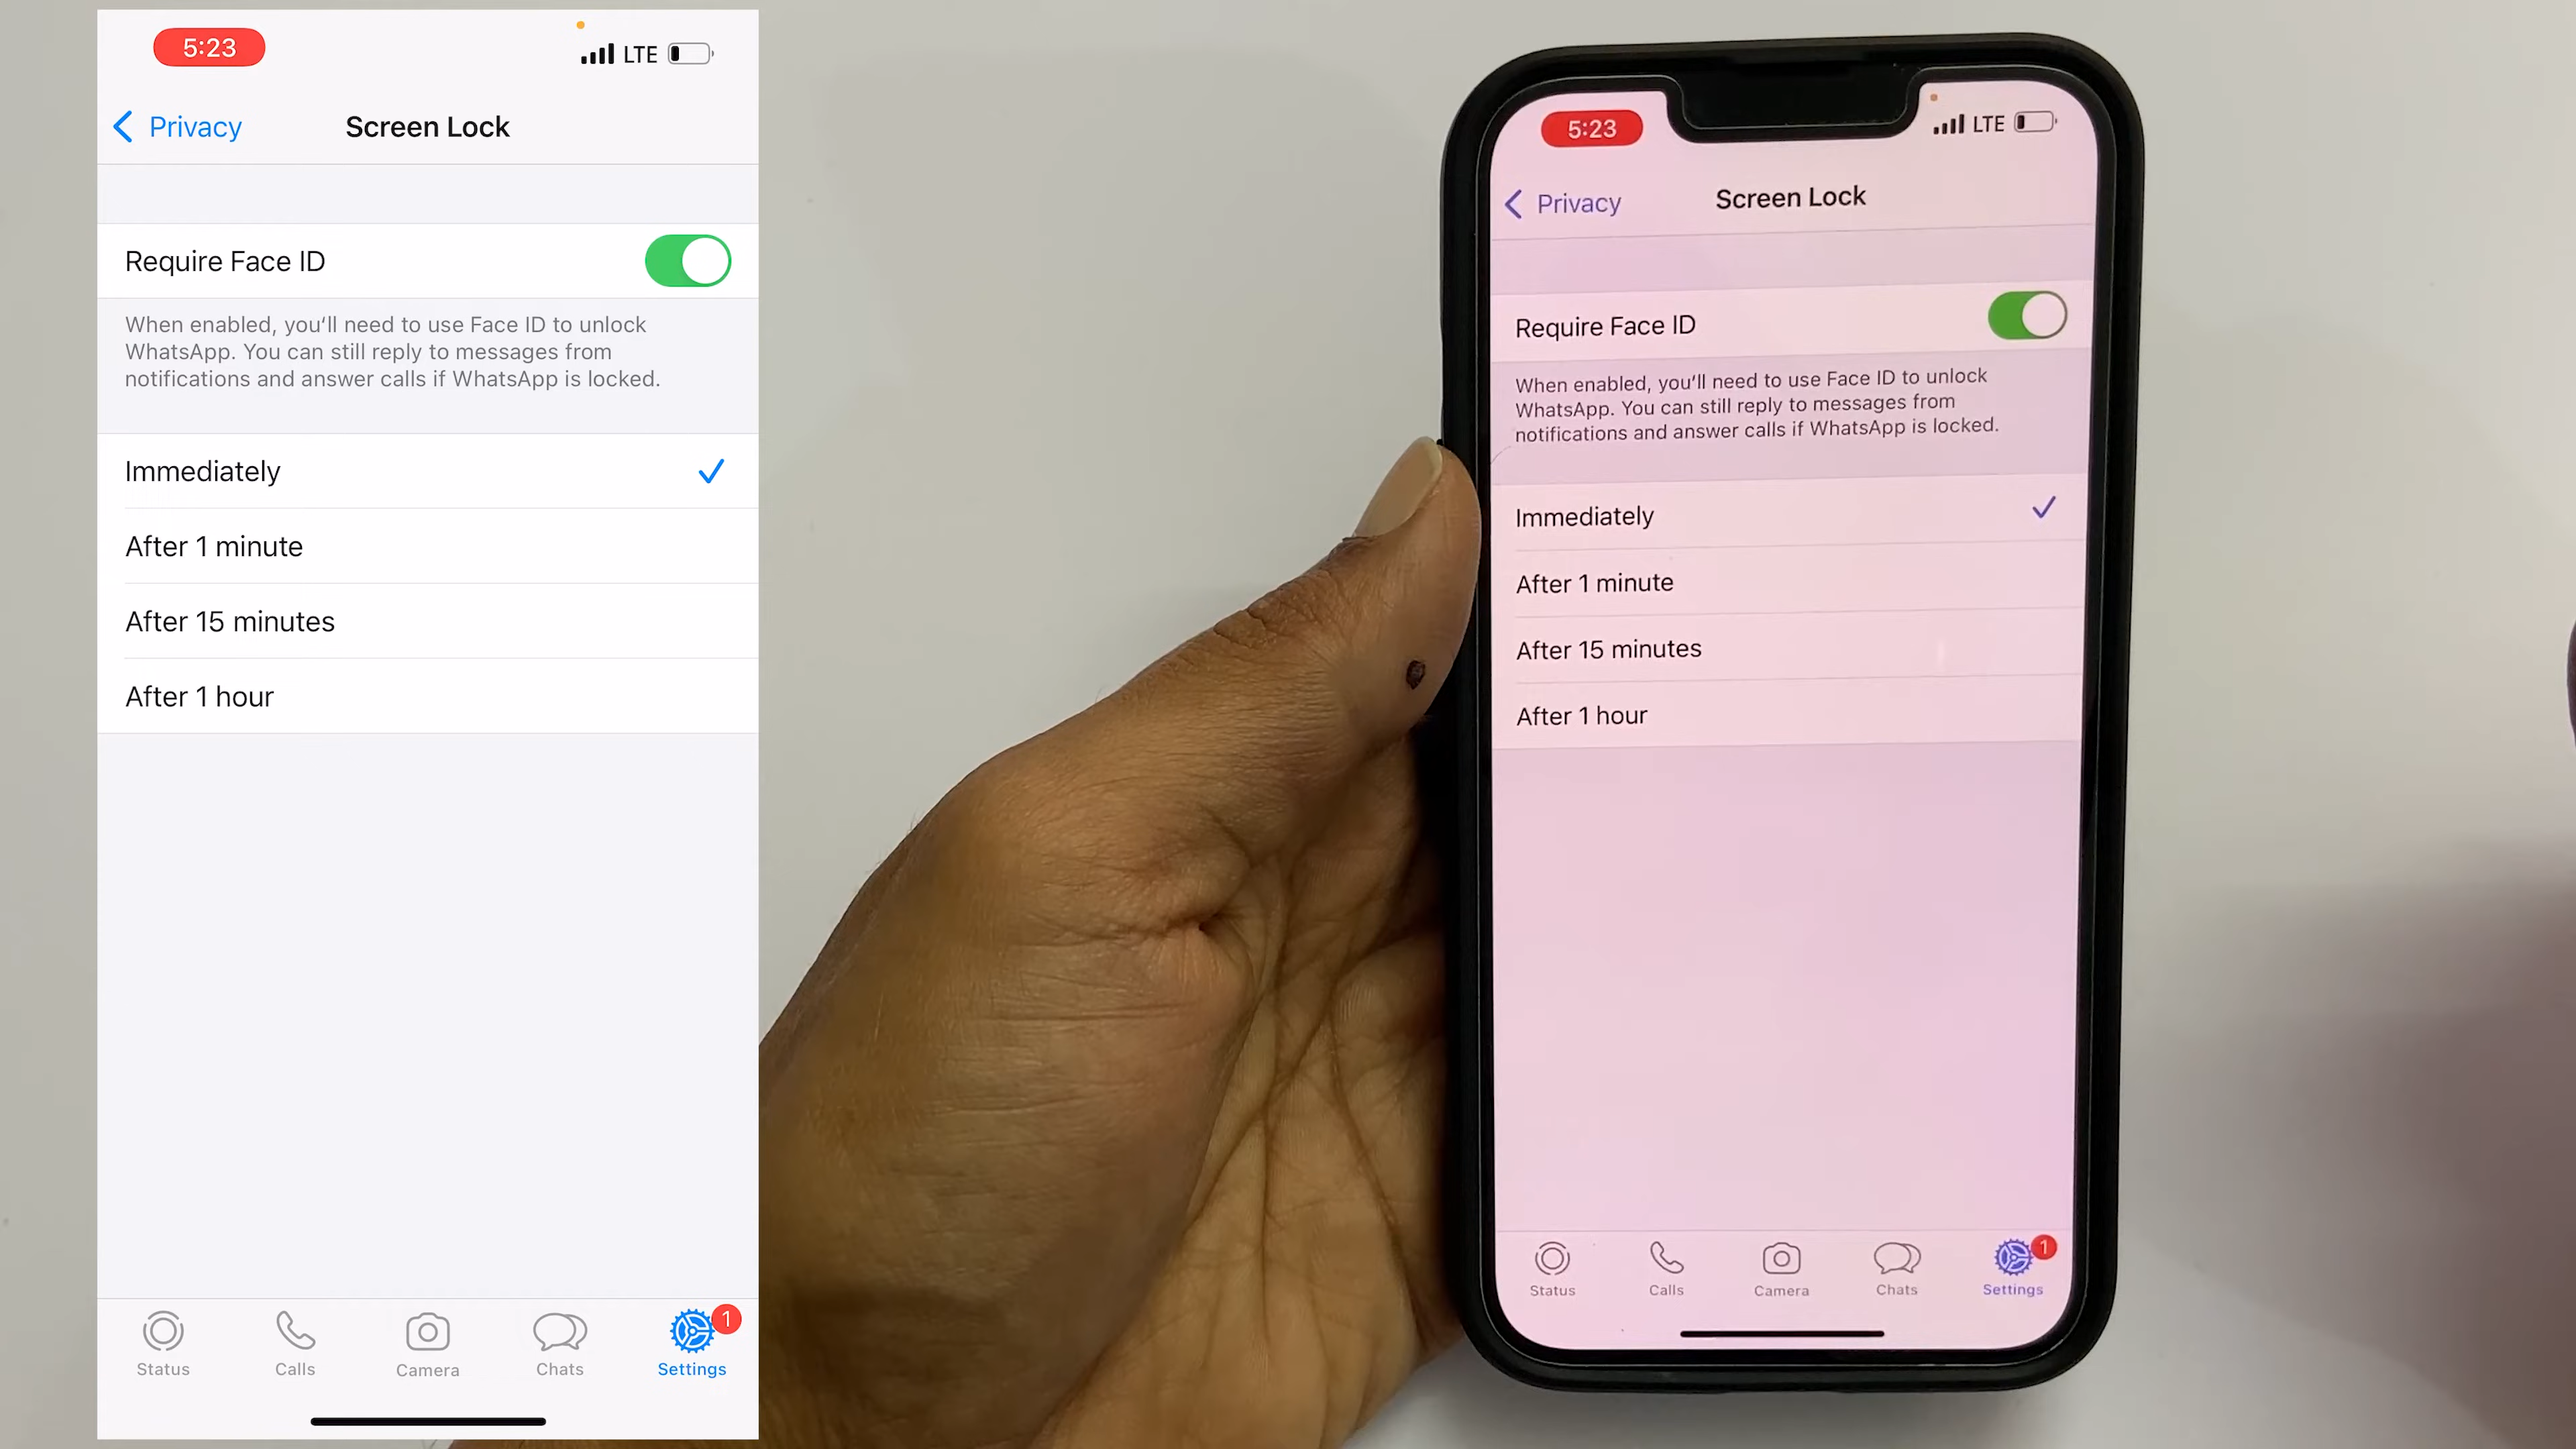 5:23
LTE
Privacy
Screen Lock
Require Face ID
When enabled, you'll need to use Face ID to unlock
WhatsApp. You can still reply to messages from
notifications and answer calls if WhatsApp is locked.
Immediately
After 1 minute
After 15 minutes
After 1 hour
Status
Calls
Camera
Chats
Settings
1
5:23
LTE
Privacy
Screen Lock
Require Face ID
When enabled, you'll need to use Face ID to unlock
WhatsApp. You can still reply to messages from
notifications and answer calls if WhatsApp is locked.
Immediately
After 1 minute
After 15 minutes
After 1 hour
Status
Calls
Camera
Chats
Settings
1